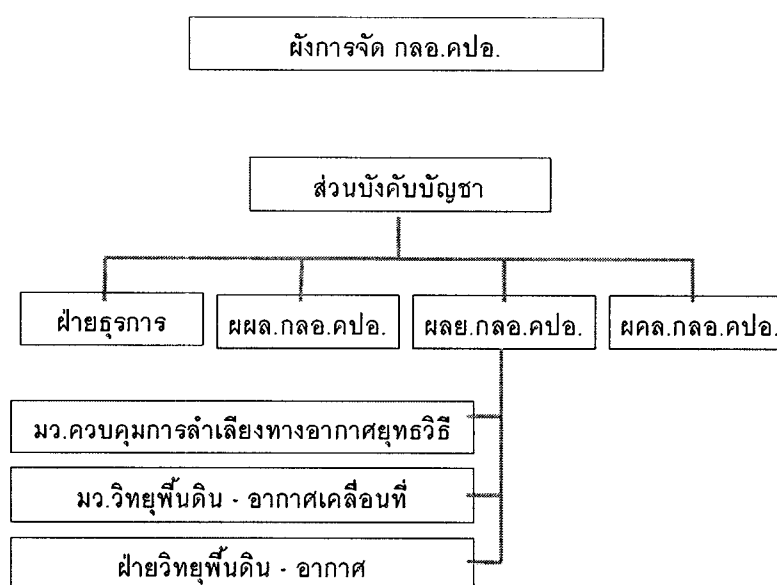 ผังการจัด กลอ.คปอ.
ส่วนบังคับบัญชา
ฝ่ายธุรการ
ผผล.กลอ.คปอ.
ผลย.กลอ.คปอ.
ผคล.กลอ.คปอ.
มว.ควบคุมการลำเลียงทางอากาศยุทธวิธี
มว.วิทยุพื้นดิน - อากาศเคลื่อนที่
ฝ่ายวิทยุพื้นดิน - อากาศ